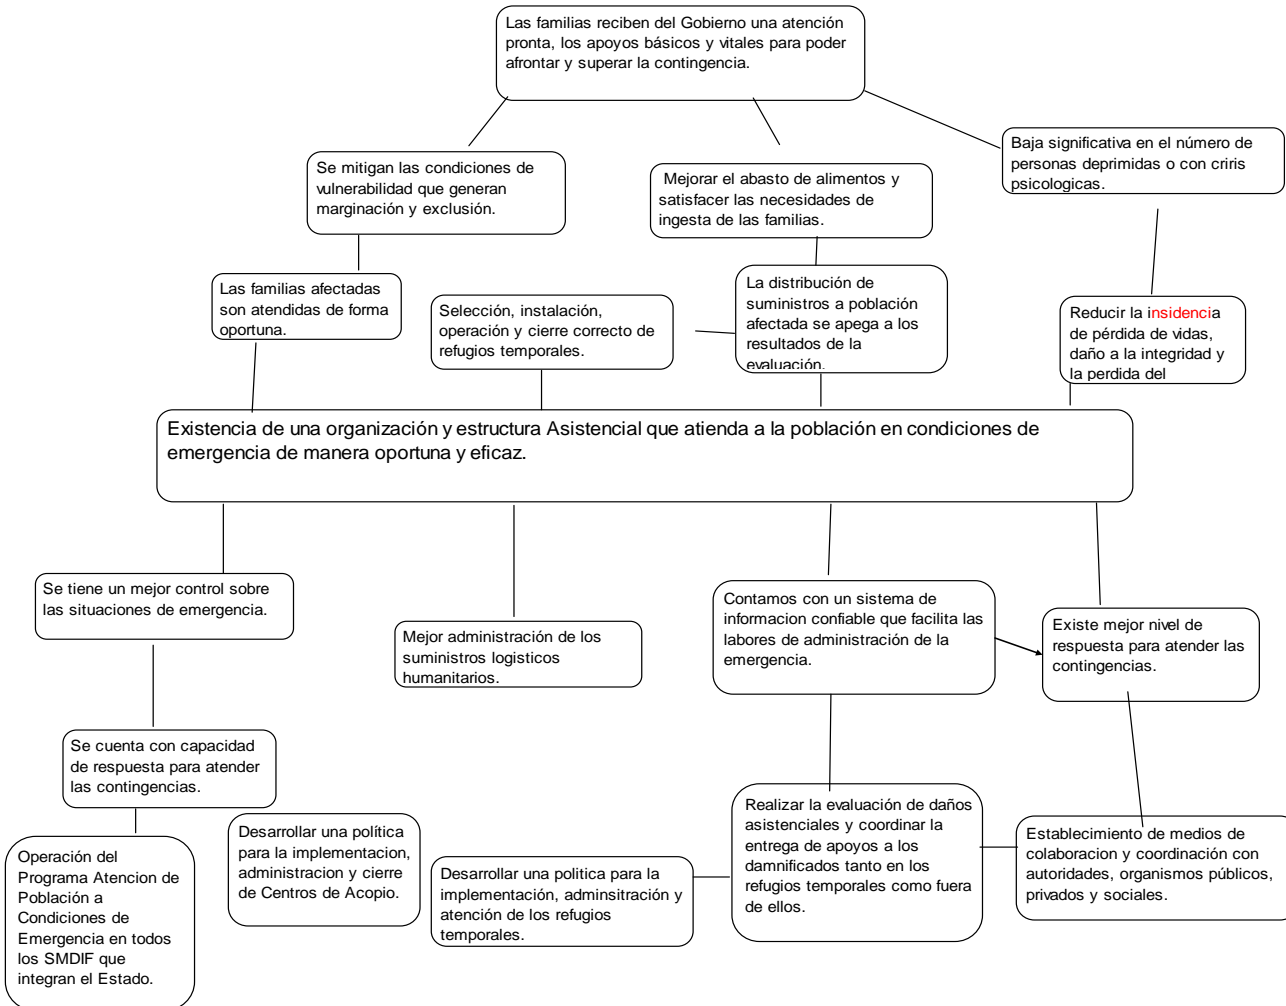 Las familias reciben del Gobierno una atención
pronta, los apoyos básicos y vitales para poder
afrontar y superar la contingencia.
Se mitigan las condiciones de
vulnerabilidad que generan
marginación y exclusión.
Mejorar el abasto de alimentos y
satisfacer las necesidades de
ingesta de las familias.
Baja significativa en el número de
personas deprimidas o con criris
psicologicas.
Las familias afectadas
son atendidas de forma
oportuna.
Selección, instalación,
operación y cierre correcto de
refugios temporales.
La distribución de
suministros a población
afectada se apega a los
resultados de la
evaluación.
Reducir la insidencia
de pérdida de vidas,
daño a la integridad y
la perdida del
Existencia de una organización y estructura Asistencial que atienda a la población en condiciones de
emergencia de manera oportuna y eficaz.
Se tiene un mejor control sobre
las situaciones de emergencia.
Mejor administración de los
suministros logisticos
humanitarios.
Contamos con un sistema de
informacion confiable que facilita las
labores de administración de la
emergencia.
Existe mejor nivel de
respuesta para atender las
contingencias.
Se cuenta con capacidad
de respuesta para atender
las contingencias.
Operación del
Programa Atencion de
Población a
Condiciones de
Emergencia en todos
los SMDIF que
integran el Estado.
Desarrollar una política
para la implementacion,
administracion y cierre
de Centros de Acopio.
Desarrollar una politica para la
implementación, adminsitración y
atención de los refugios
temporales.
Realizar la evaluación de daños
asistenciales y coordinar la
entrega de apoyos a los
damnificados tanto en los
refugios temporales como fuera
de ellos.
Establecimiento de medios de
colaboracion y coordinación con
autoridades, organismos públicos,
privados y sociales.